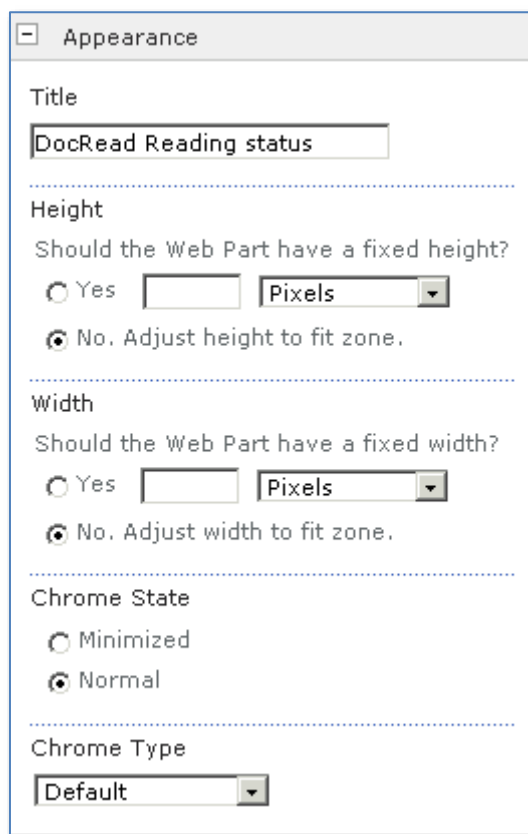 Appearance
Title
DocRead Reading status
Height
Should the Web Part have a fixed height?
Yes Pixels
No. Adjust height to fit zone.
Width
Should the Web Part have a fixed width?
Yes Pixels
No. Adjust width to fit zone.
Chrome State
Minimized
Normal
Chrome Type
Default